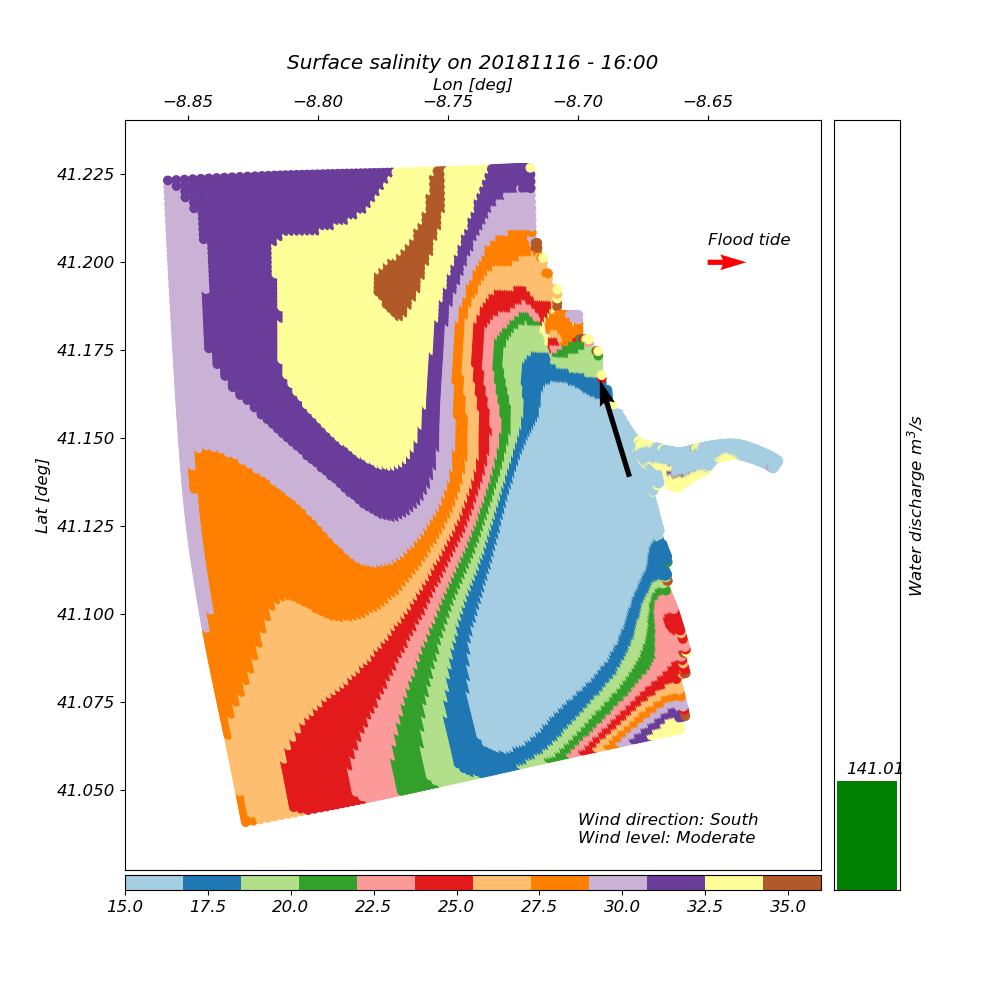 Surface salinity on 20181116 - 16:00
Lon [deg]
−8.85 −8.80 −8.75 −8.70 −8.65
41.225
41.200
41.175
41.150
41.125
41.100
41.075
41.050
Lat [deg]
Flood tide
Wind direction: South
Wind level: Moderate
15.0 17.5 20.0 22.5 25.0 27.5 30.0 32.5 35.0
141.01
Water discharge m³/s